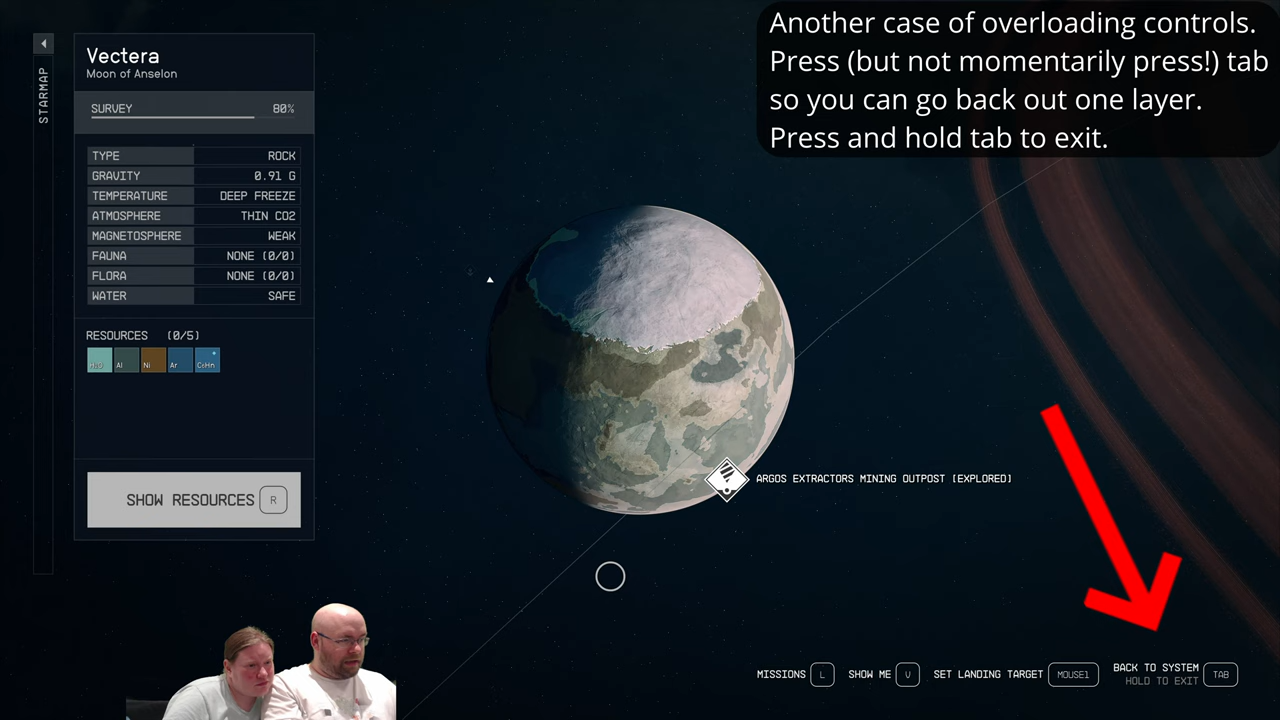 Another case of overloading controls.
Press (but not momentarily press!) tab
so you can go back out one layer.
Press and hold tab to exit.
STARMAP
Vectera
Moon of Anselon
SURVEY 80%
TYPE ROCK
GRAVITY 0.91 G
TEMPERATURE DEEP FREEZE
ATMOSPHERE THIN CO2
MAGNETOSPHERE WEAK
FAUNA NONE (0/0)
FLORA NONE (0/0)
WATER SAFE
RESOURCES (0/5)
H2O Al Ni Ar CxHn
SHOW RESOURCES R
ARGOS EXTRACTORS MINING OUTPOST [EXPLORED]
MISSIONS L SHOW ME V SET LANDING TARGET MOUSE1 BACK TO SYSTEM TAB
HOLD TO EXIT